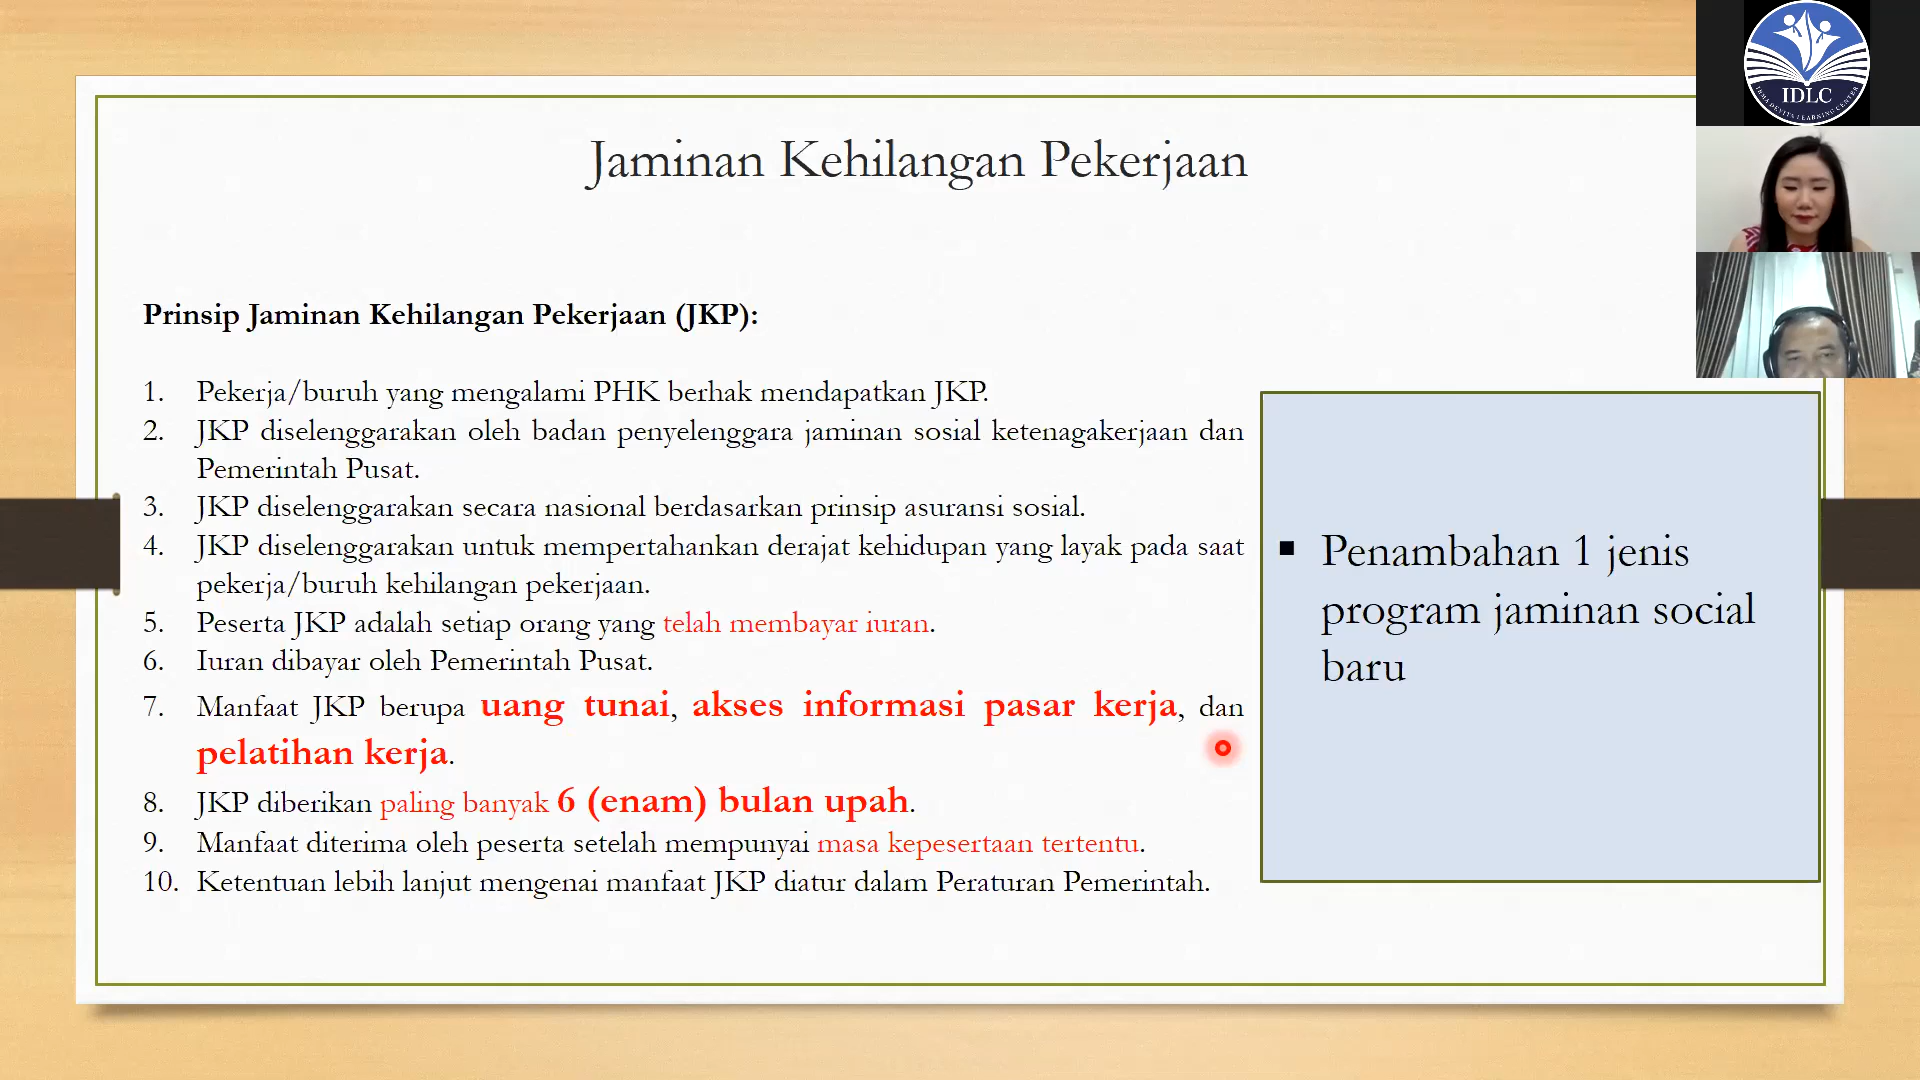 Jaminan Kehilangan Pekerjaan
Prinsip Jaminan Kehilangan Pekerjaan (JKP):
1. Pekerja/buruh yang mengalami PHK berhak mendapatkan JKP.
2. JKP diselenggarakan oleh badan penyelenggara jaminan sosial ketenagakerjaan dan
Pemerintah Pusat.
3. JKP diselenggarakan secara nasional berdasarkan prinsip asuransi sosial.
4. JKP diselenggarakan untuk mempertahankan derajat kehidupan yang layak pada saat
pekerja/buruh kehilangan pekerjaan.
5. Peserta JKP adalah setiap orang yang telah membayar iuran.
6. Iuran dibayar oleh Pemerintah Pusat.
7. Manfaat JKP berupa uang tunai, akses informasi pasar kerja, dan
pelatihan kerja.
8. JKP diberikan paling banyak 6 (enam) bulan upah.
9. Manfaat diterima oleh peserta setelah mempunyai masa kepesertaan tertentu.
10. Ketentuan lebih lanjut mengenai manfaat JKP diatur dalam Peraturan Pemerintah.
▪ Penambahan 1 jenis
program jaminan social
baru
IDLC
IRMA DEVITA LEARNING CENTER